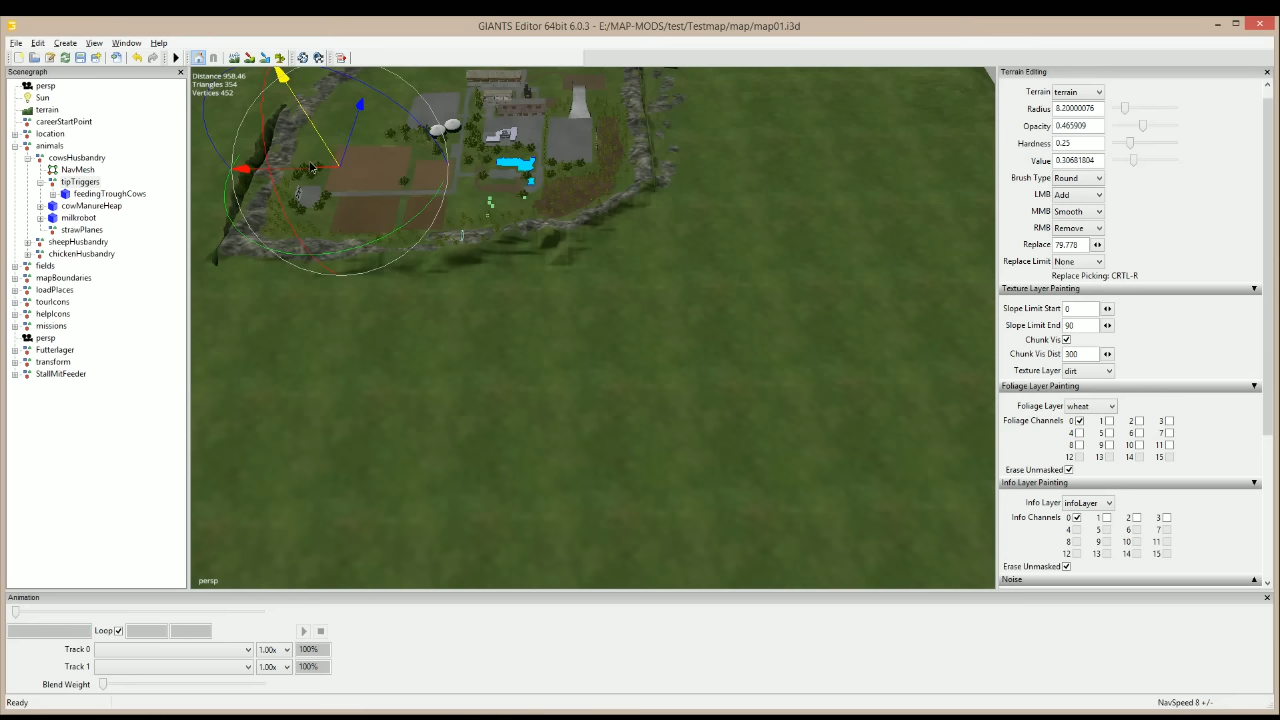 GIANTS Editor 64bit 6.0.3 - E:/MAP-MODS/test/Testmap/map/map01.i3d
File Edit Create View Window Help
Scenegraph
persp
Sun
terrain
careerStartPoint
location
animals
cowsHusbandry
NavMesh
tipTriggers
feedingTroughCows
cowManureHeap
milkrobot
strawPlanes
sheepHusbandry
chickenHusbandry
fields
mapBoundaries
loadPlaces
tourIcons
helpIcons
missions
persp
Futterlager
transform
StallMitFeeder
Distance 958,46
Triangles 354
Vertices 452
persp
Terrain Editing
Terrain terrain
Radius 8.20000076
Opacity 0.465909
Hardness 0.25
Value 0.30681804
Brush Type Round
LMB Add
MMB Smooth
RMB Remove
Replace 79.778
Replace Limit None
Replace Picking: CRTL-R
Texture Layer Painting
Slope Limit Start 0
Slope Limit End 90
Chunk Vis
Chunk Vis Dist 300
Texture Layer dirt
Foliage Layer Painting
Foliage Layer wheat
Foliage Channels 0 1 2 3
4 5 6 7
8 9 10 11
12 13 14 15
Erase Unmasked
Info Layer Painting
Info Layer infoLayer
Info Channels 0 1 2 3
4 5 6 7
8 9 10 11
12 13 14 15
Erase Unmasked
Noise
Animation
Loop
Track 0 1.00x 100%
Track 1 1.00x 100%
Blend Weight
Ready NavSpeed 8 +/-